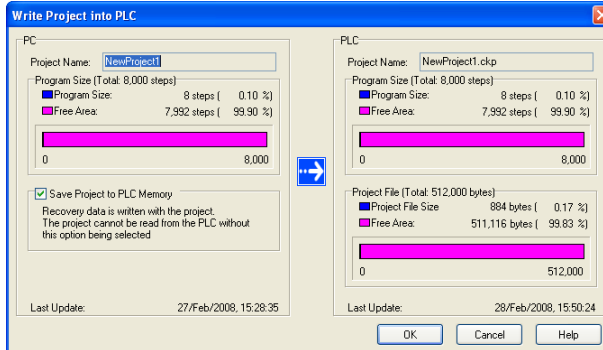 Write Project into PLC
PC
Project Name: NewProject1
Program Size (Total: 8,000 steps)
Program Size: 8 steps ( 0.10 %)
Free Area: 7,992 steps ( 99.90 %)
0 8,000
Save Project to PLC Memory
Recovery data is written with the project.
The project cannot be read from the PLC without
this option being selected
Last Update: 27/Feb/2008, 15:28:35
PLC
Project Name: NewProject1.ckp
Program Size (Total: 8,000 steps)
Program Size: 8 steps ( 0.10 %)
Free Area: 7,992 steps ( 99.90 %)
0 8,000
Project File (Total: 512,000 bytes)
Project File Size 884 bytes ( 0.17 %)
Free Area: 511,116 bytes ( 99.83 %)
0 512,000
Last Update: 28/Feb/2008, 15:50:24
OK Cancel Help